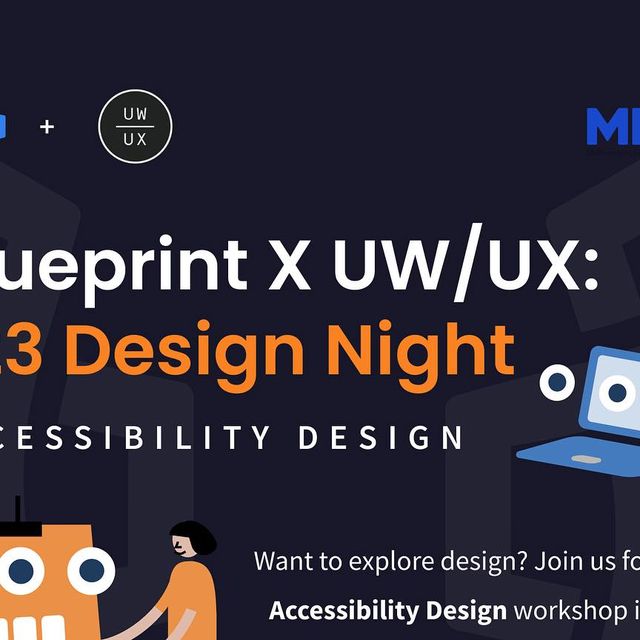 + UW
UX
ueprint X UW/UX:
3 Design Night
CESSIBILITY DESIGN
Want to explore design? Join us fo
Accessibility Design workshop i